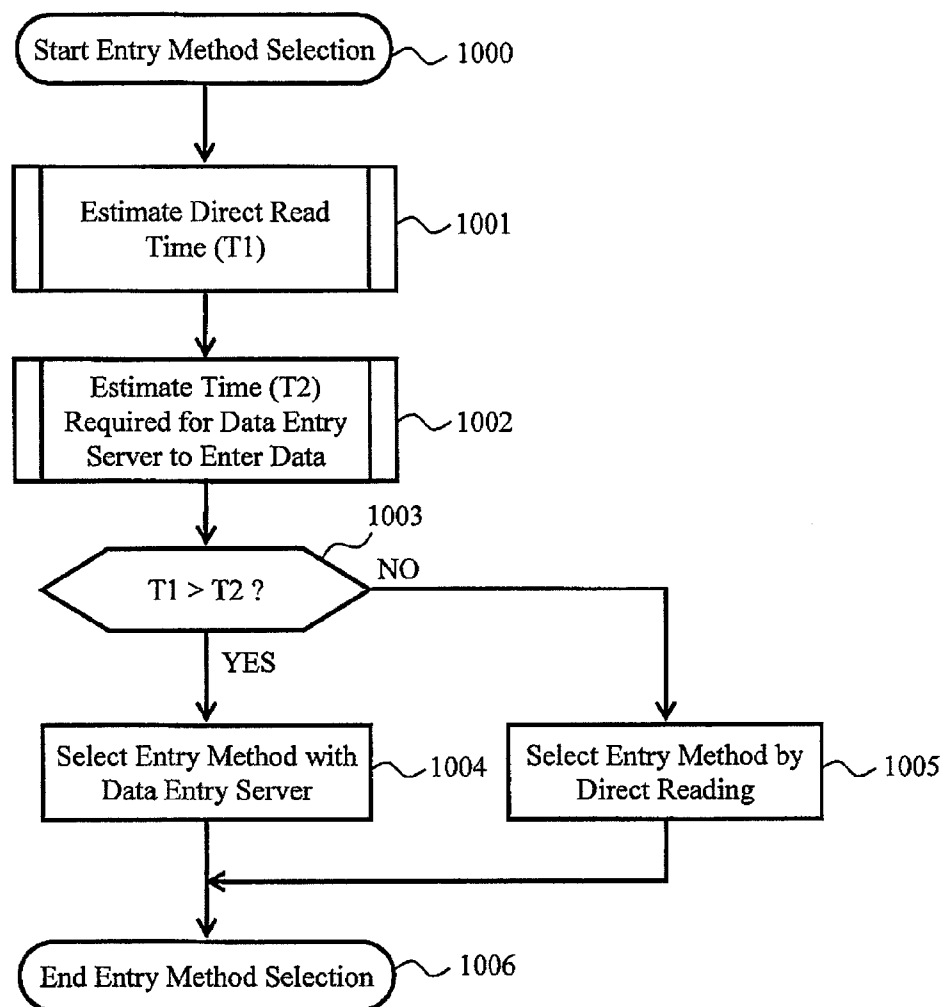 Start Entry Method Selection
1000
Estimate Direct Read
Time (T1)
1001
Estimate Time (T2)
Required for Data Entry
Server to Enter Data
1002
1003
T1 > T2 ?
NO
YES
Select Entry Method with
Data Entry Server
1004
Select Entry Method by
Direct Reading
1005
End Entry Method Selection
1006